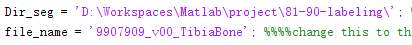 Dir_seg = 'D:\Workspaces\Matlab\project\81-90-labeling\'; %
file_name = '9907909_v00_TibiaBone'; %%%%change this to th